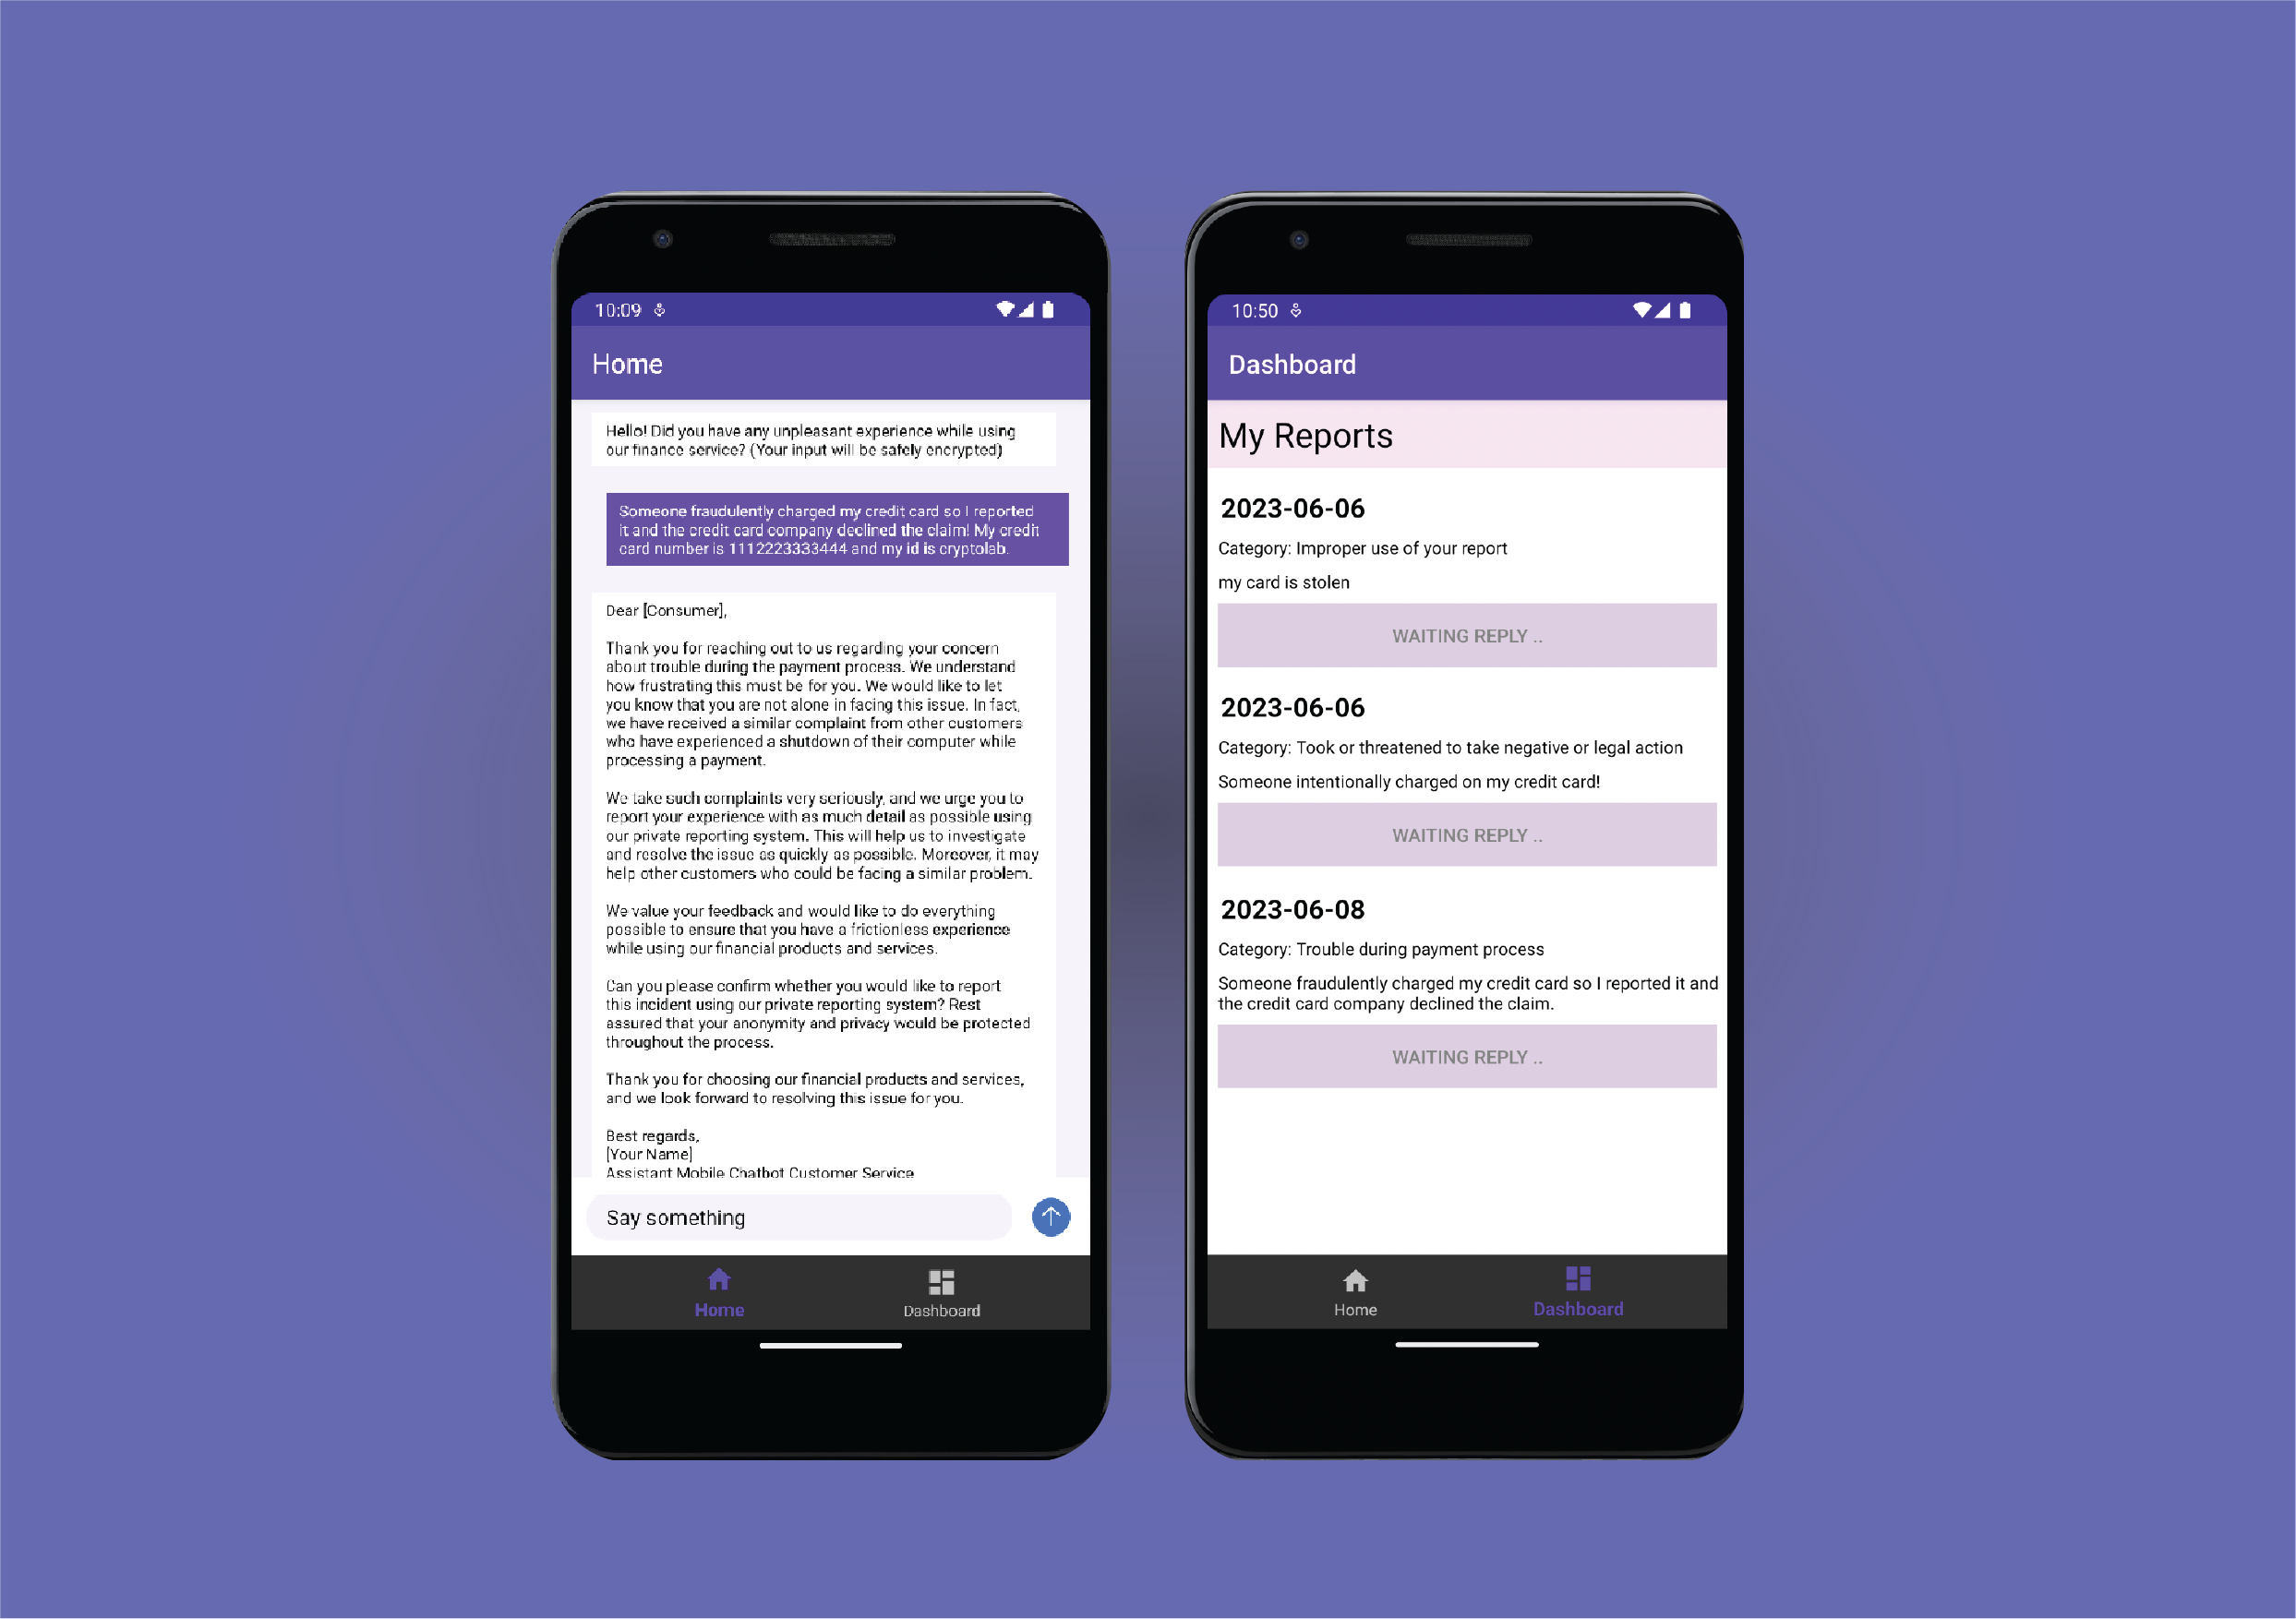 10:09
Home
Hello! Did you have any unpleasant experience while using
our finance service? (Your input will be safely encrypted)
Someone fraudulently charged my credit card so I reported
it and the credit card company declined the claim! My credit
card number is 1112223333444 and my id is cryptolab.
Dear [Consumer],
Thank you for reaching out to us regarding your concern
about trouble during the payment process. We understand
how frustrating this must be for you. We would like to let
you know that you are not alone in facing this issue. In fact,
we have received a similar complaint from other customers
who have experienced a shutdown of their computer while
processing a payment.
We take such complaints very seriously, and we urge you to
report your experience with as much detail as possible using
our private reporting system. This will help us to investigate
and resolve the issue as quickly as possible. Moreover, it may
help other customers who could be facing a similar problem.
We value your feedback and would like to do everything
possible to ensure that you have a frictionless experience
while using our financial products and services.
Can you please confirm whether you would like to report
this incident using our private reporting system? Rest
assured that your anonymity and privacy would be protected
throughout the process.
Thank you for choosing our financial products and services,
and we look forward to resolving this issue for you.
Best regards,
[Your Name]
Assistant Mobile Chatbot Customer Service
Say something
Home
Dashboard
10:50
Dashboard
My Reports
2023-06-06
Category: Improper use of your report
my card is stolen
WAITING REPLY ..
2023-06-06
Category: Took or threatened to take negative or legal action
Someone intentionally charged on my credit card!
WAITING REPLY ..
2023-06-08
Category: Trouble during payment process
Someone fraudulently charged my credit card so I reported it and
the credit card company declined the claim.
WAITING REPLY ..
Home
Dashboard